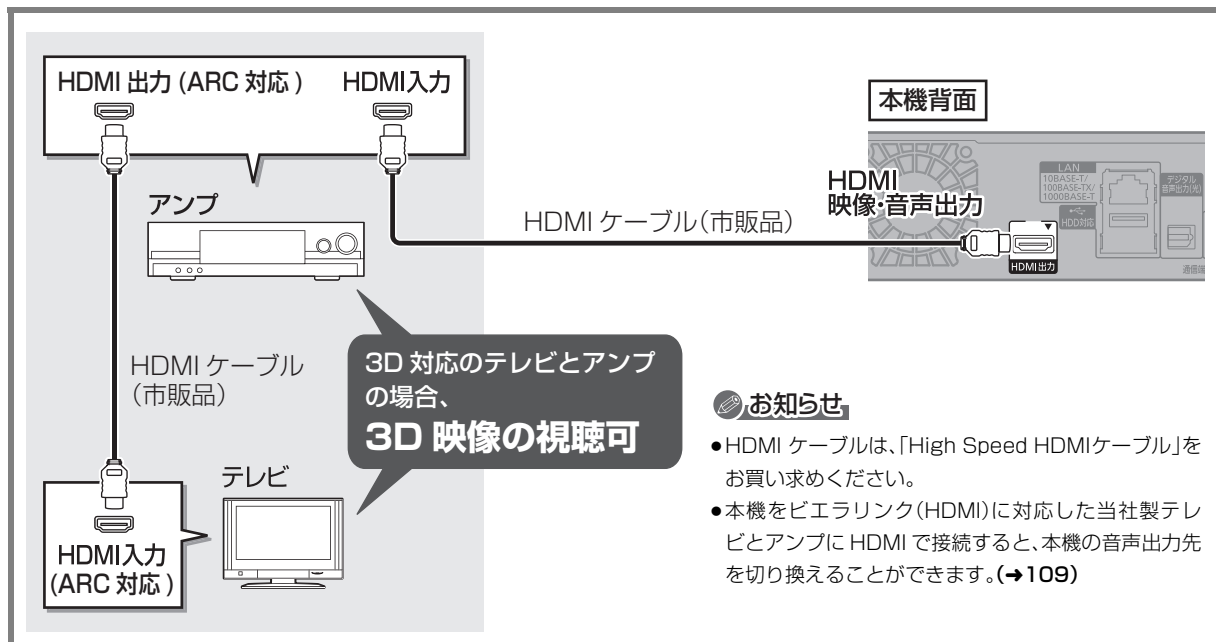 HDMI 出力 (ARC 対応 )
HDMI入力
アンプ
HDMI ケーブル
（市販品）
HDMI入力
(ARC 対応 )
テレビ
3D 対応のテレビとアンプ
の場合、
3D 映像の視聴可
HDMI ケーブル（市販品）
本機背面
HDMI
映像・音声出力
HDMI出力
LAN
10BASE-T/
100BASE-TX/
1000BASE-T
HDD対応
デジタル
音声出力(光)
お知らせ
●HDMI ケーブルは、「High Speed HDMIケーブル」を
お買い求めください。
●本機をビエラリンク（HDMI）に対応した当社製テレ
ビとアンプに HDMI で接続すると、本機の音声出力先
を切り換えることができます。(→109)